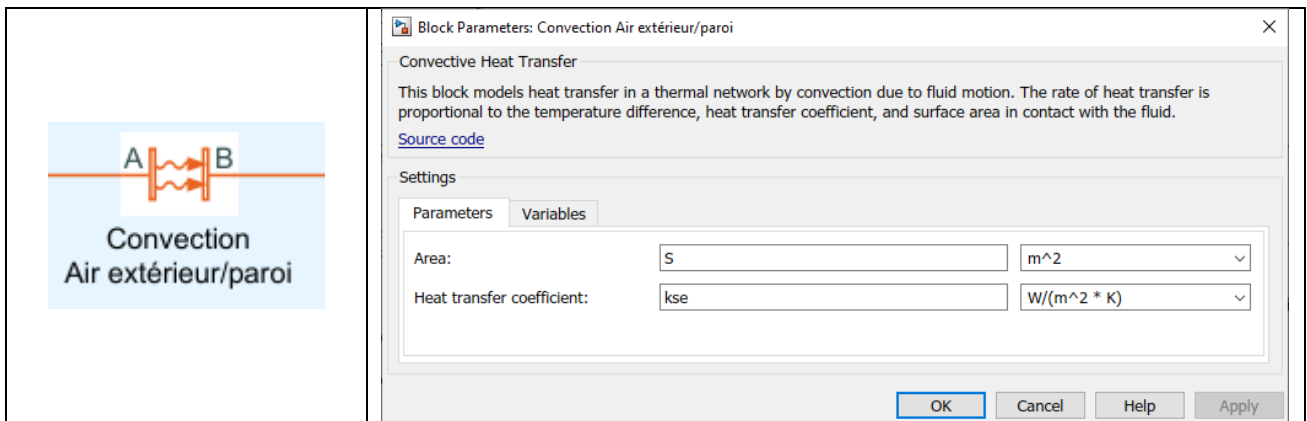 A B
Convection
Air extérieur/paroi
Block Parameters: Convection Air extérieur/paroi
Convective Heat Transfer
This block models heat transfer in a thermal network by convection due to fluid motion. The rate of heat transfer is
proportional to the temperature difference, heat transfer coefficient, and surface area in contact with the fluid.
Source code
Settings
Parameters Variables
Area: S m^2
Heat transfer coefficient: kse W/(m^2 * K)
OK Cancel Help Apply